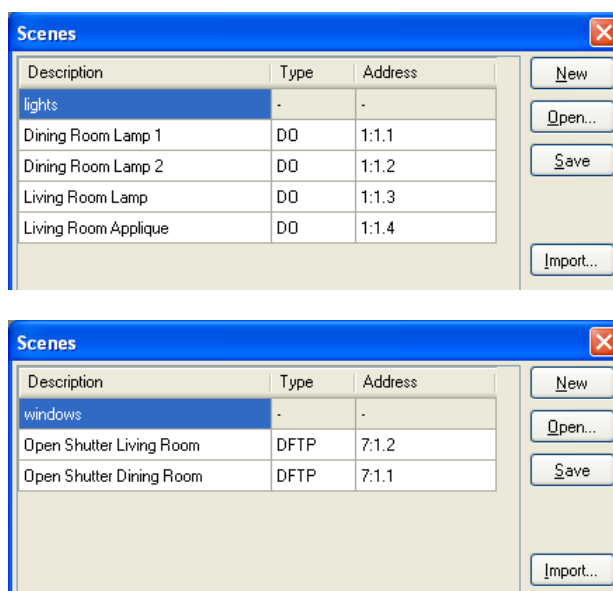 Scenes
Description Type Address New
lights - - Open...
Dining Room Lamp 1 DO 1:1.1
Dining Room Lamp 2 DO 1:1.2 Save
Living Room Lamp DO 1:1.3
Living Room Applique DO 1:1.4
Import...
Scenes
Description Type Address New
windows - - Open...
Open Shutter Living Room DFTP 7:1.2
Open Shutter Dining Room DFTP 7:1.1 Save
Import...